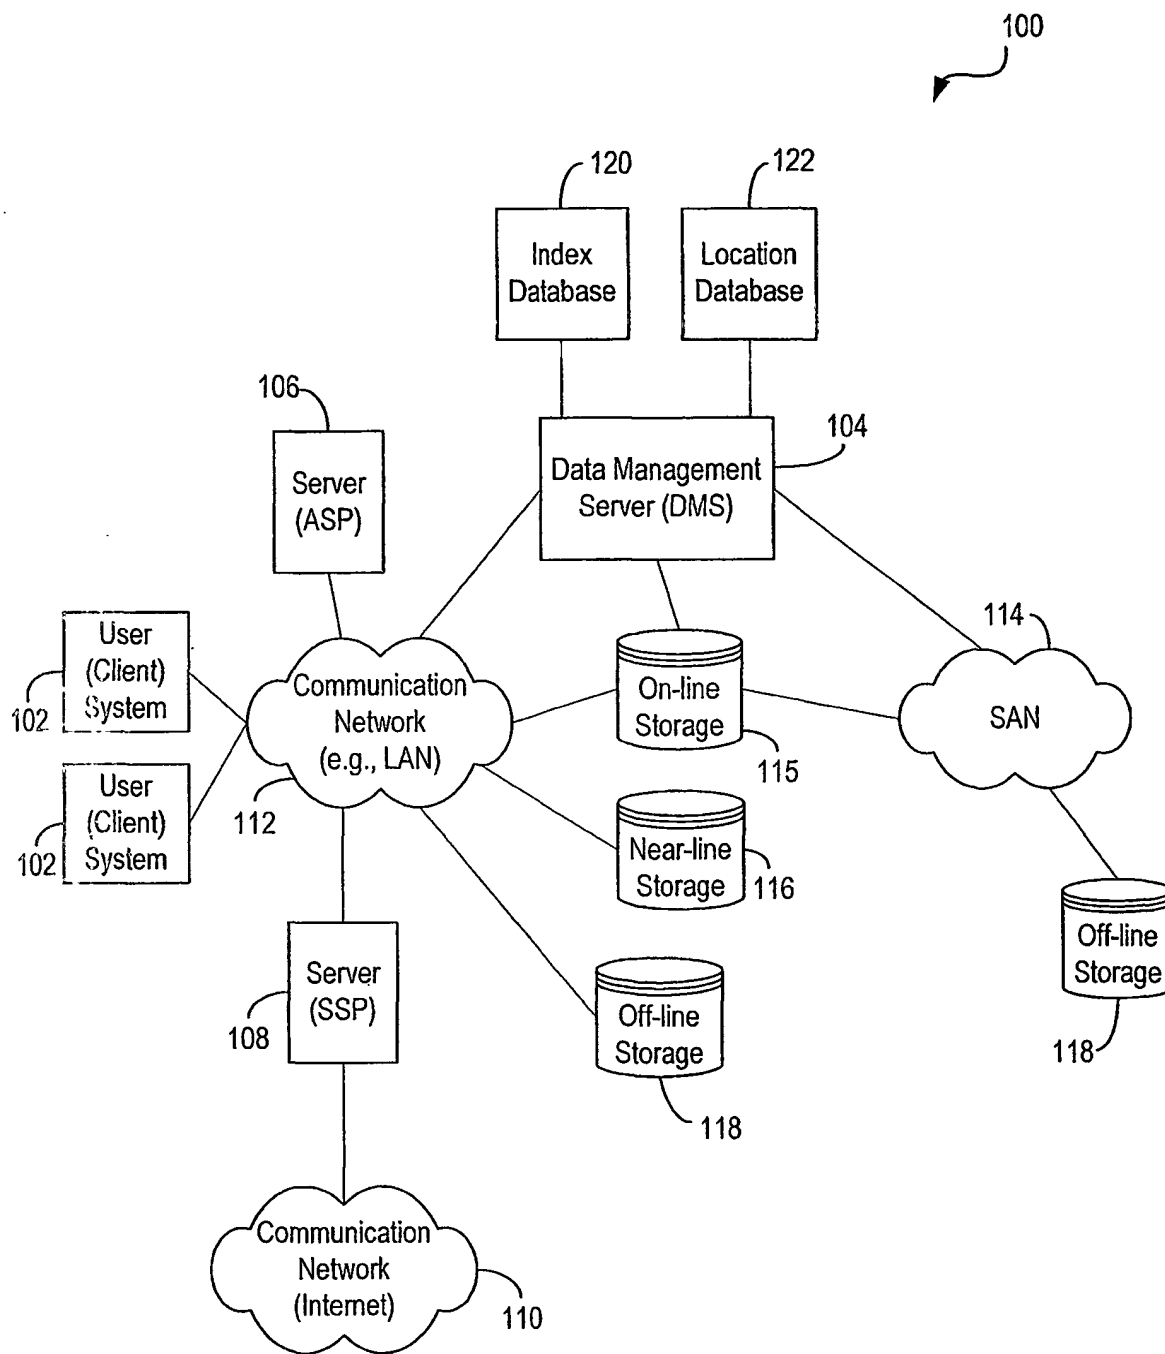 100
120
122
Index
Database
Location
Database
106
104
Server
(ASP)
Data Management
Server (DMS)
114
User
(Client)
System
102
Communication
Network
(e.g., LAN)
On-line
Storage
SAN
115
112
User
(Client)
System
102
Near-line
Storage
116
Server
(SSP)
108
Off-line
Storage
118
Off-line
Storage
118
Communication
Network
(Internet)
110